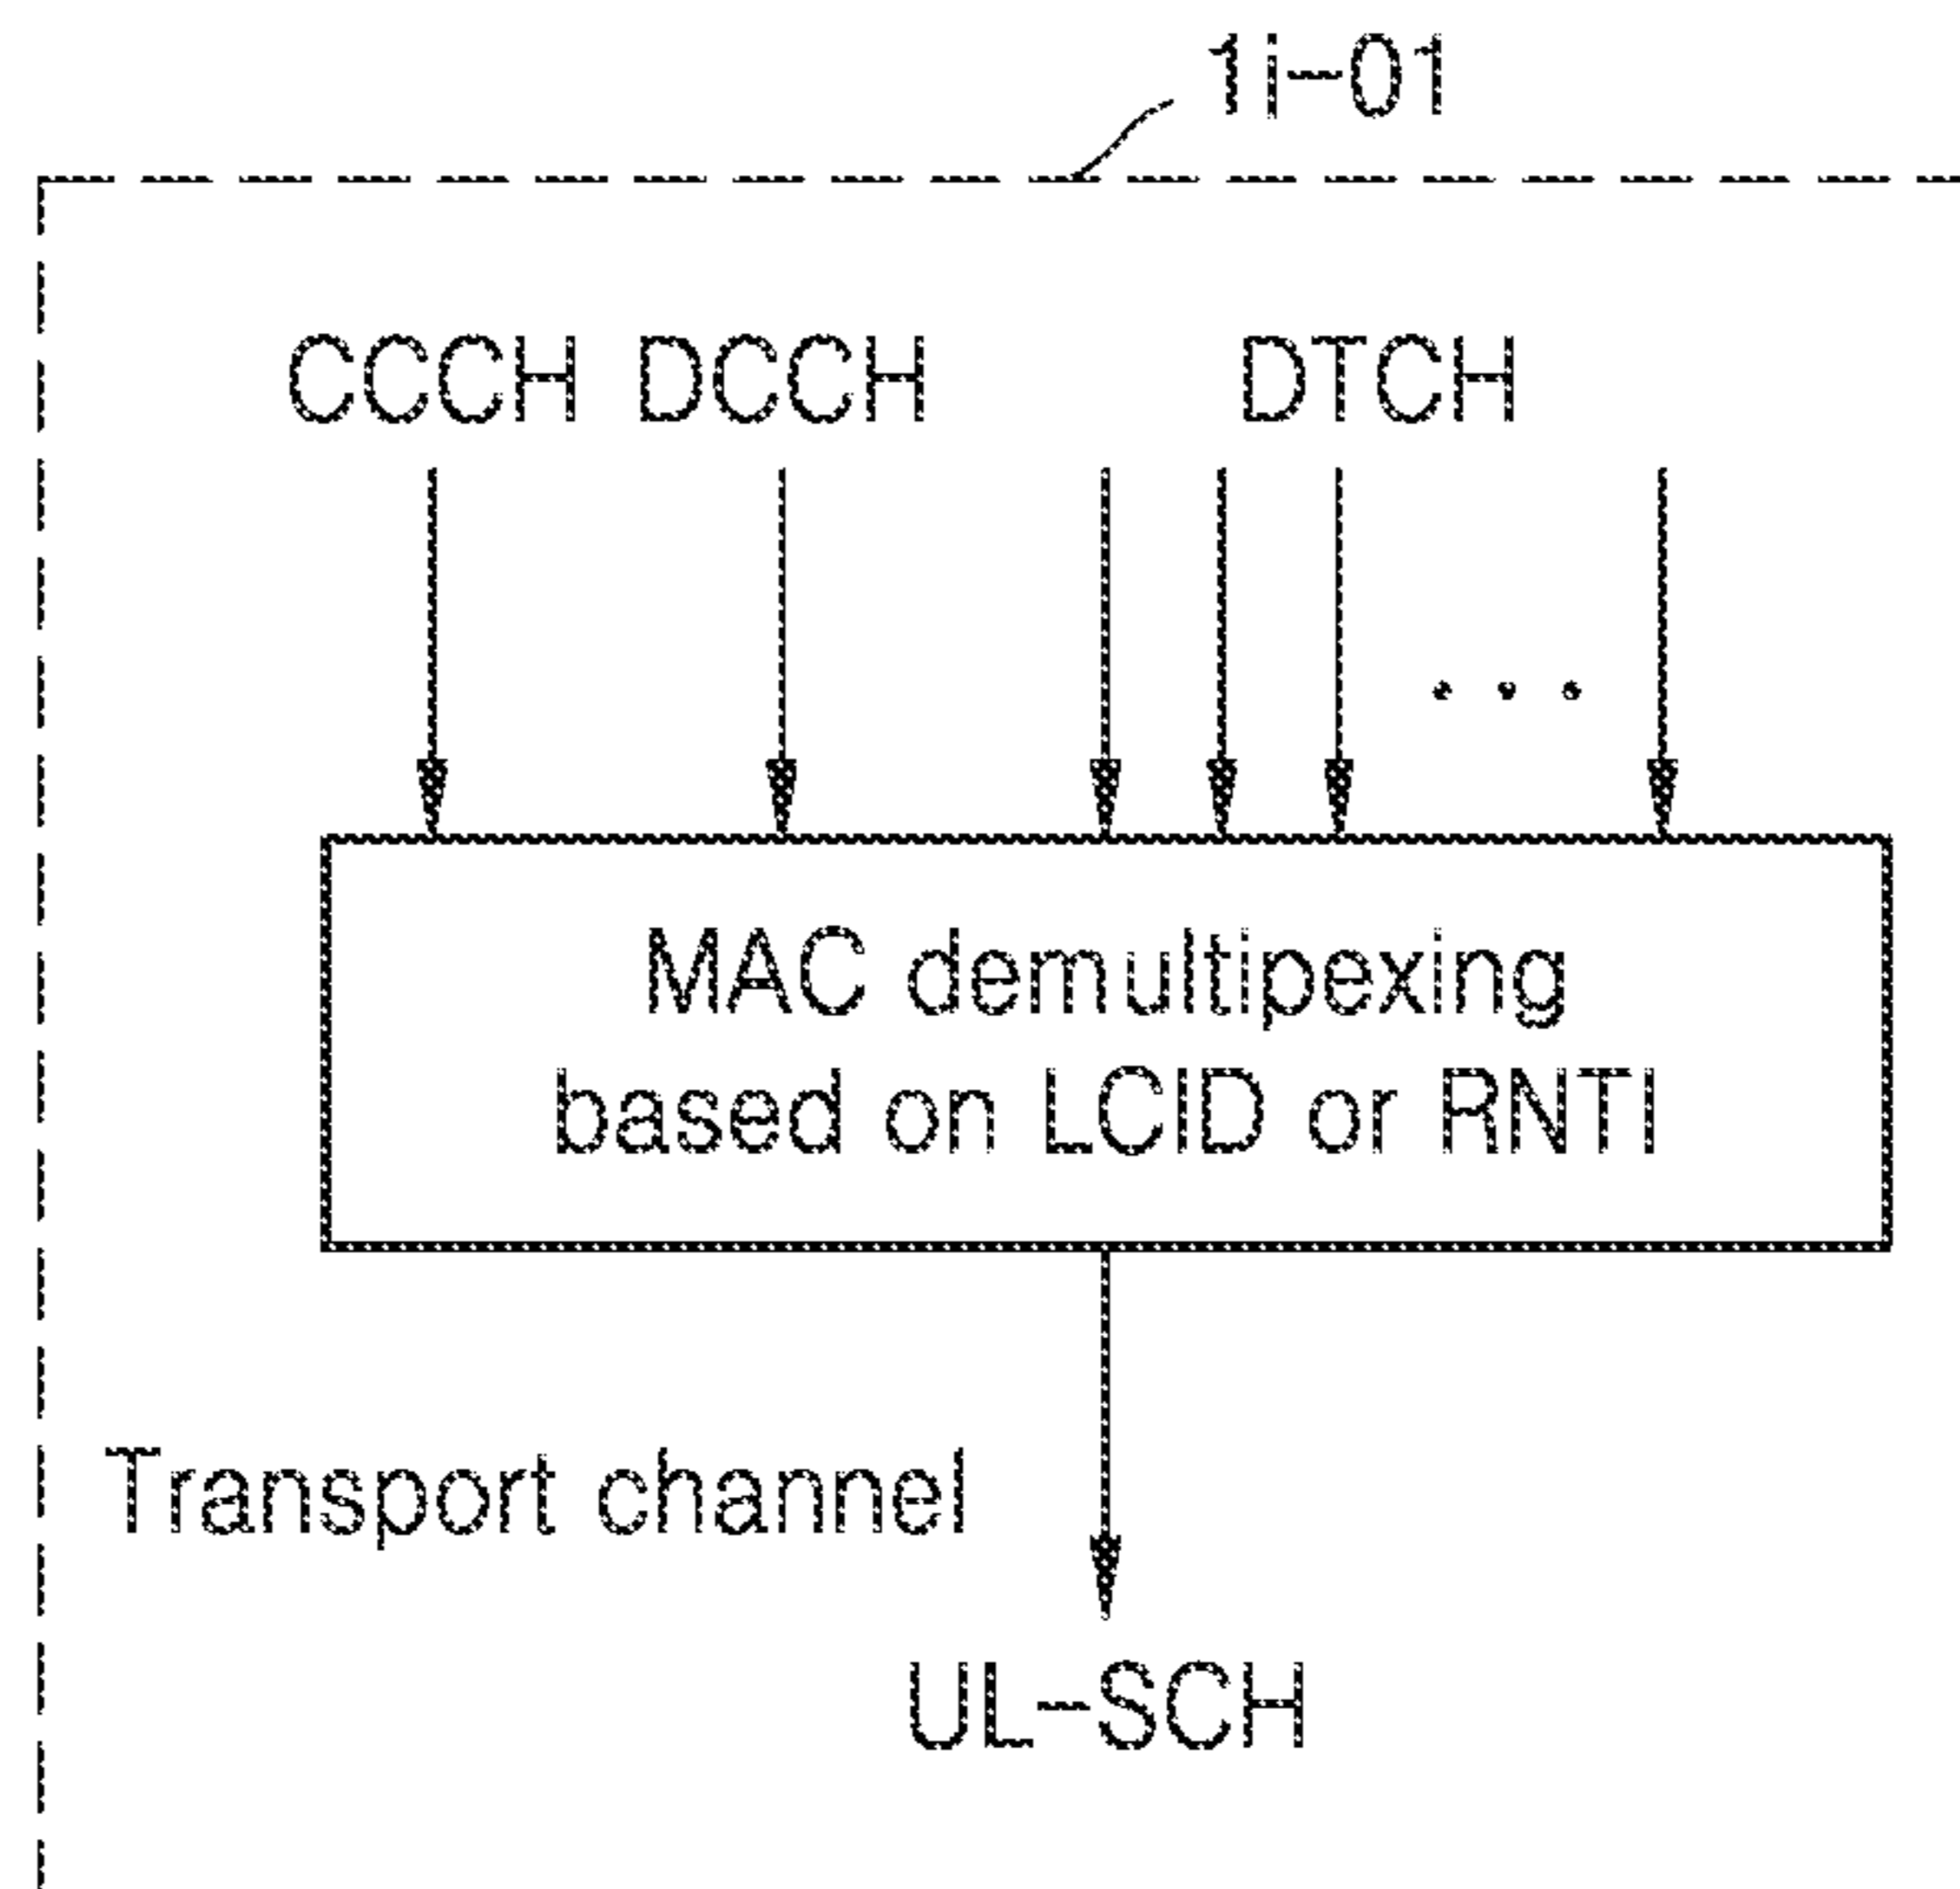 1i-01
CCCH DCCH DTCH
. . .
MAC demultipexing
based on LCID or RNTI
Transport channel
UL-SCH